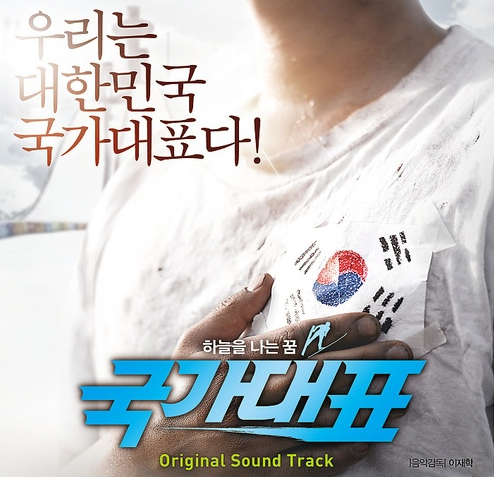 우리는
대한민국
국가대표다!
하늘을 나는 꿈
국가대표
Original Sound Track
|음악감독| 이재학